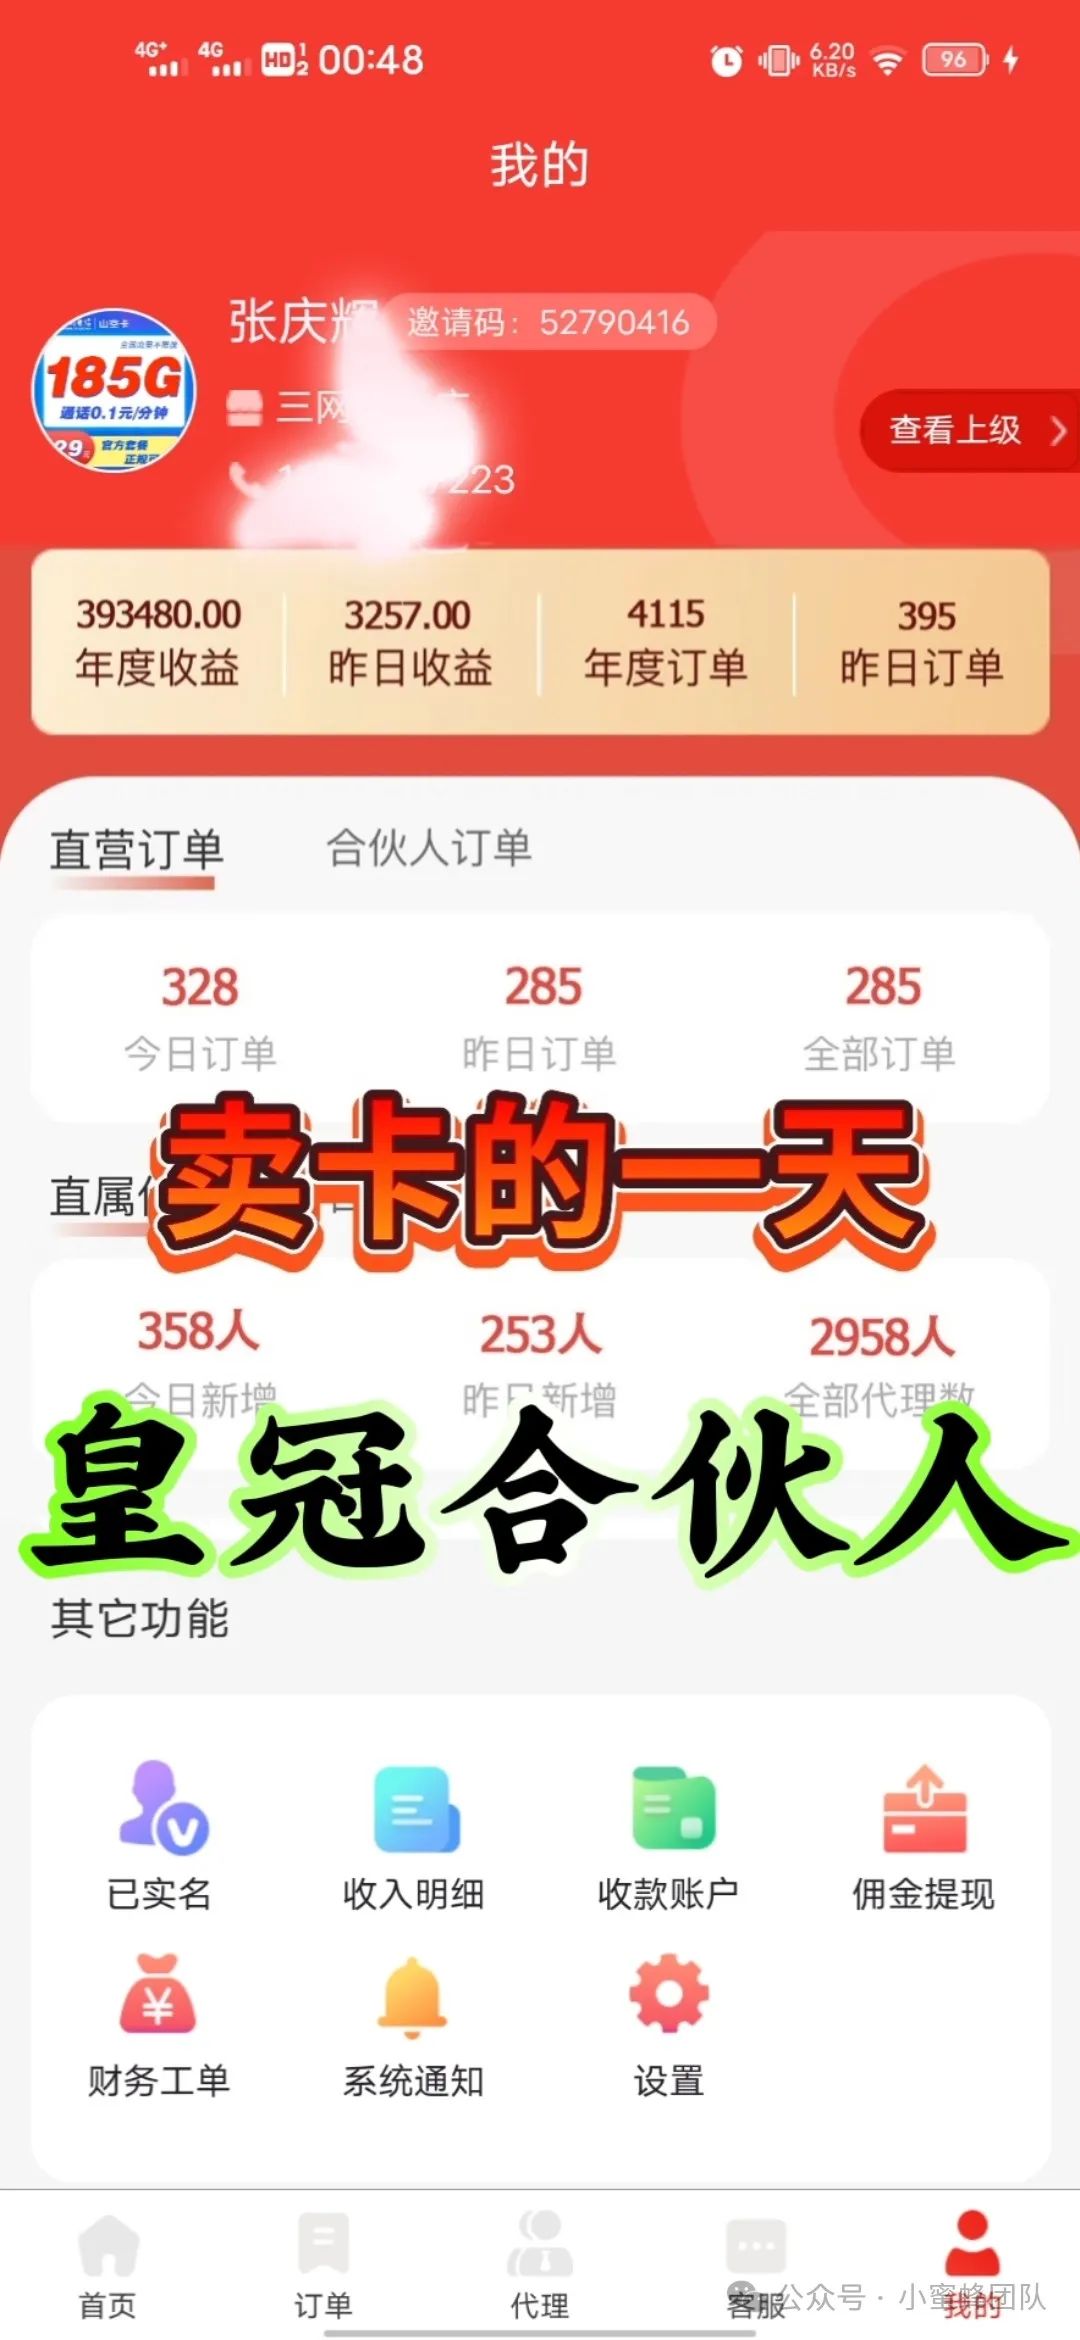 4G+ 4G HD 1 2 00:48 6.20 KB/s 96
我的
张庆辉 邀请码：52790416
185G
通话0.1元/分钟
29元 官方套餐
三网
223
查看上级
393480.00 3257.00 4115 395
年度收益 昨日收益 年度订单 昨日订单
直营订单 合伙人订单
328 285 285
今日订单 昨日订单 全部订单
卖卡的一天
直属
358人 253人 2958人
今日新增 昨日新增 全部代理数
皇冠合伙人
其它功能
已实名 收入明细 收款账户 佣金提现
财务工单 系统通知 设置
首页 订单 代理 客服 我的
公众号 · 小蜜蜂团队